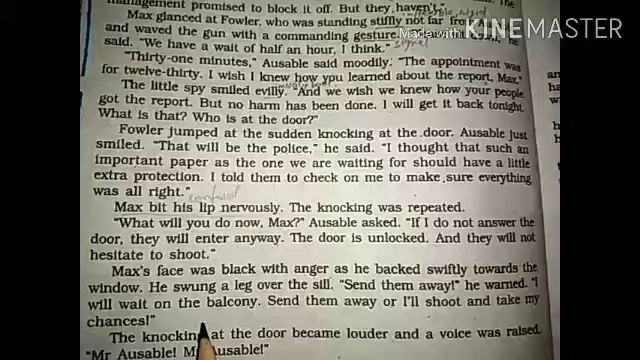 management promised to block it off. But they haven't."
Max glanced at Fowler, who was standing stiffly not far from
and waved the gun with a commanding gesture.
said. "We have a wait of half an hour, I think." signal
"Thirty-one minutes," Ausable said moodily. "The appointment was
for twelve-thirty. I wish I knew how you learned about the report, Max."
The little spy smiled evilly. "And we wish we knew how your people
got the report. But no harm has been done. I will get it back tonight.
What is that? Who is at the door?"
Fowler jumped at the sudden knocking at the door. Ausable just
smiled. "That will be the police," he said. "I thought that such an
important paper as the one we are waiting for should have a little
extra protection. I told them to check on me to make sure everything
was all right."
Max bit his lip nervously. The knocking was repeated.
"What will you do now, Max?" Ausable asked. "If I do not answer the
door, they will enter anyway. The door is unlocked. And they will not
hesitate to shoot."
Max's face was black with anger as he backed swiftly towards the
window. He swung a leg over the sill. "Send them away!" he warned. "I
will wait on the balcony. Send them away or I'll shoot and take my
chances!"
The knocking at the door became louder and a voice was raised.
"Mr Ausable! Mr Ausable!"
Made with KINEMASTER